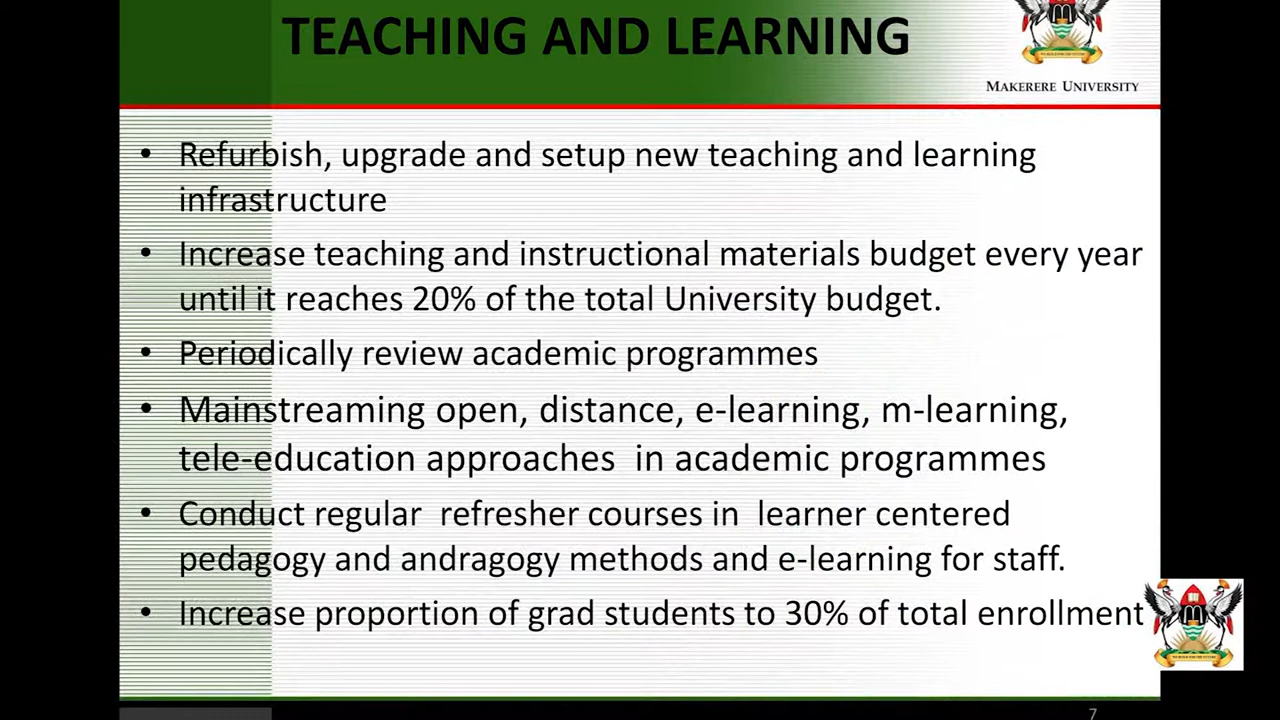 TEACHING AND LEARNING
MAKERERE UNIVERSITY
• Refurbish, upgrade and setup new teaching and learning
infrastructure
• Increase teaching and instructional materials budget every year
until it reaches 20% of the total University budget.
• Periodically review academic programmes
• Mainstreaming open, distance, e-learning, m-learning,
tele-education approaches in academic programmes
• Conduct regular refresher courses in learner centered
pedagogy and andragogy methods and e-learning for staff.
• Increase proportion of grad students to 30% of total enrollment
7